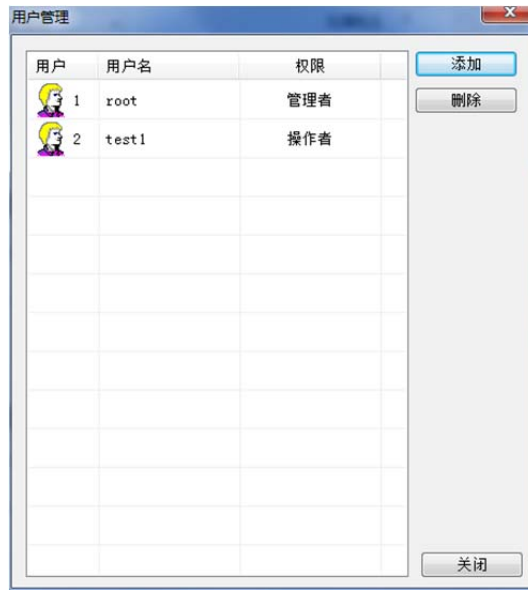 用户管理
用户 用户名 权限
1 root 管理者
2 test1 操作者
添加
删除
关闭